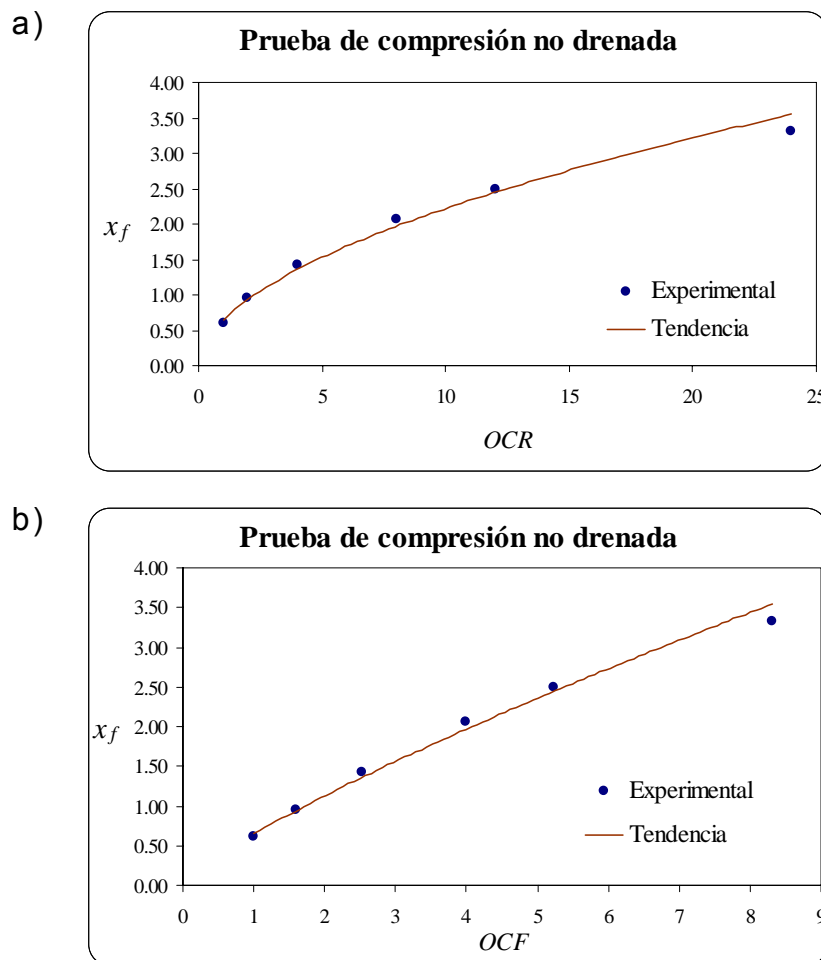 a)
Prueba de compresión no drenada
4.00
3.50
3.00
2.50
2.00
1.50
1.00
0.50
0.00
x_f
Experimental
Tendencia
0 5 10 15 20 25
OCR
b)
Prueba de compresión no drenada
4.00
3.50
3.00
2.50
2.00
1.50
1.00
0.50
0.00
x_f
Experimental
Tendencia
0 1 2 3 4 5 6 7 8 9
OCF